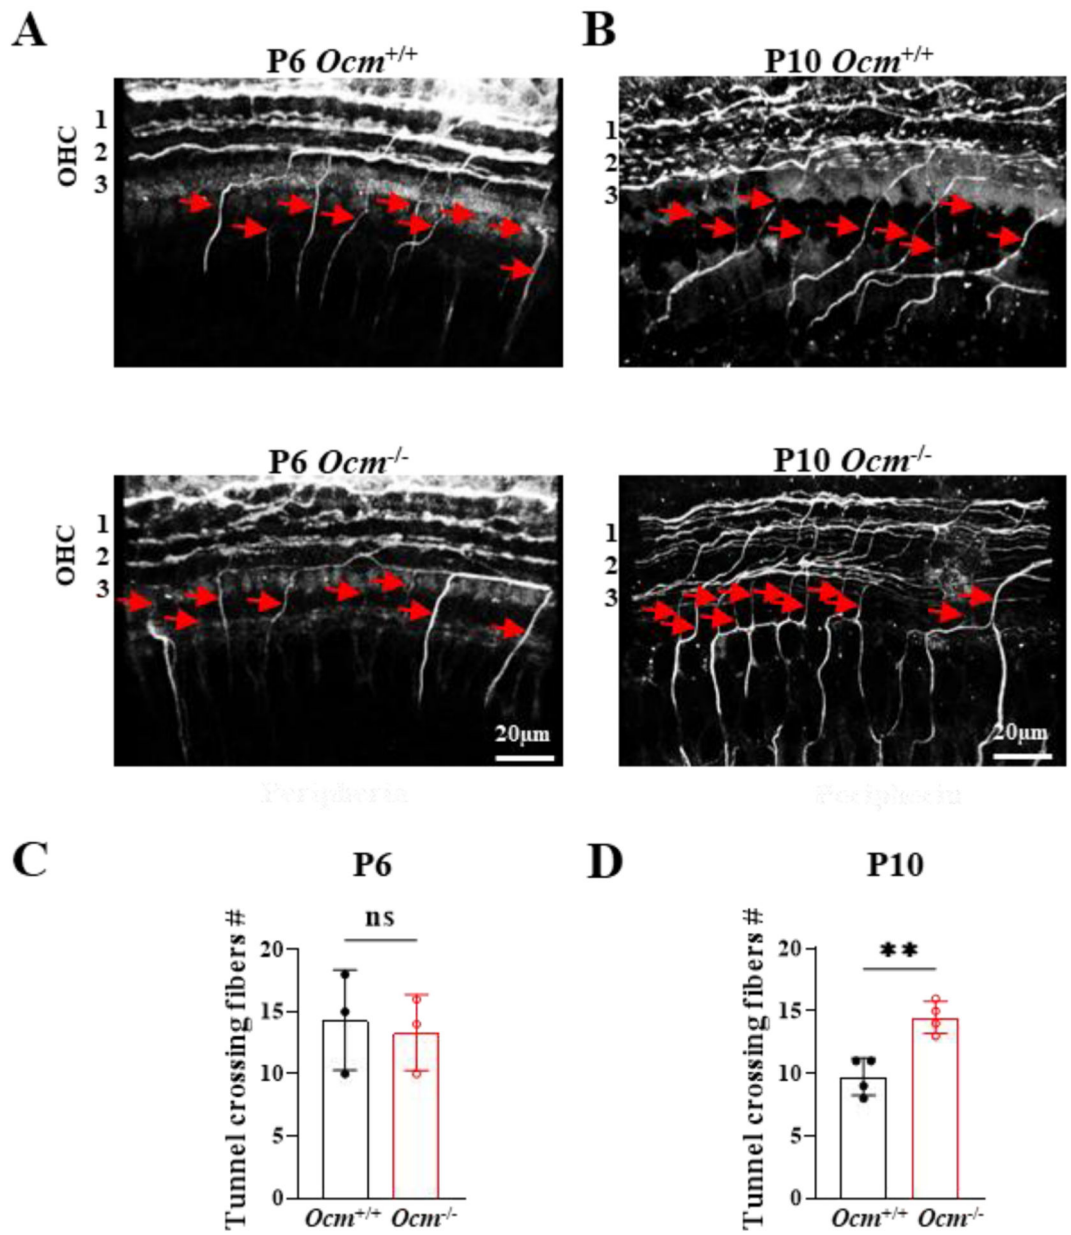 A
B
P6 Ocm+/+
P10 Ocm+/+
OHC
1
2
3
1
2
3
P6 Ocm-/-
P10 Ocm-/-
OHC
1
2
3
1
2
3
20μm
20μm
C
D
P6
P10
Tunnel crossing fibers #
ns
20
15
10
5
0
Ocm+/+ Ocm-/-
Tunnel crossing fibers #
**
20
15
10
5
0
Ocm+/+ Ocm-/-